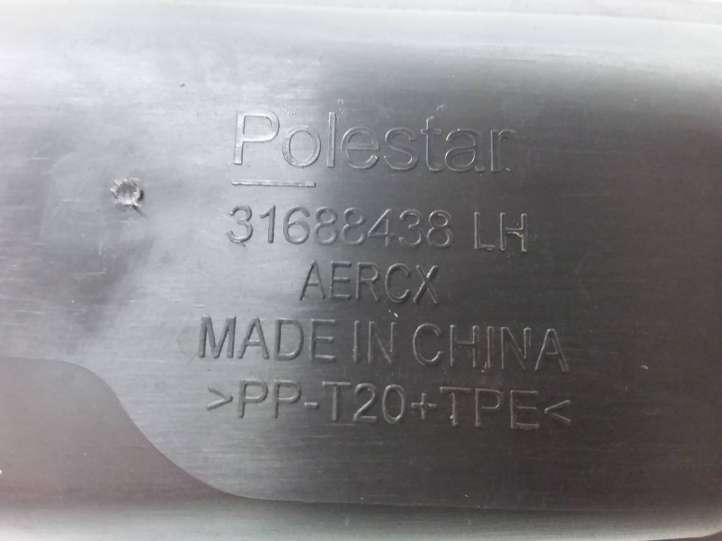 Polestar
31688438 LH
AERCX
MADE IN CHINA
>PP-T20+TPE<